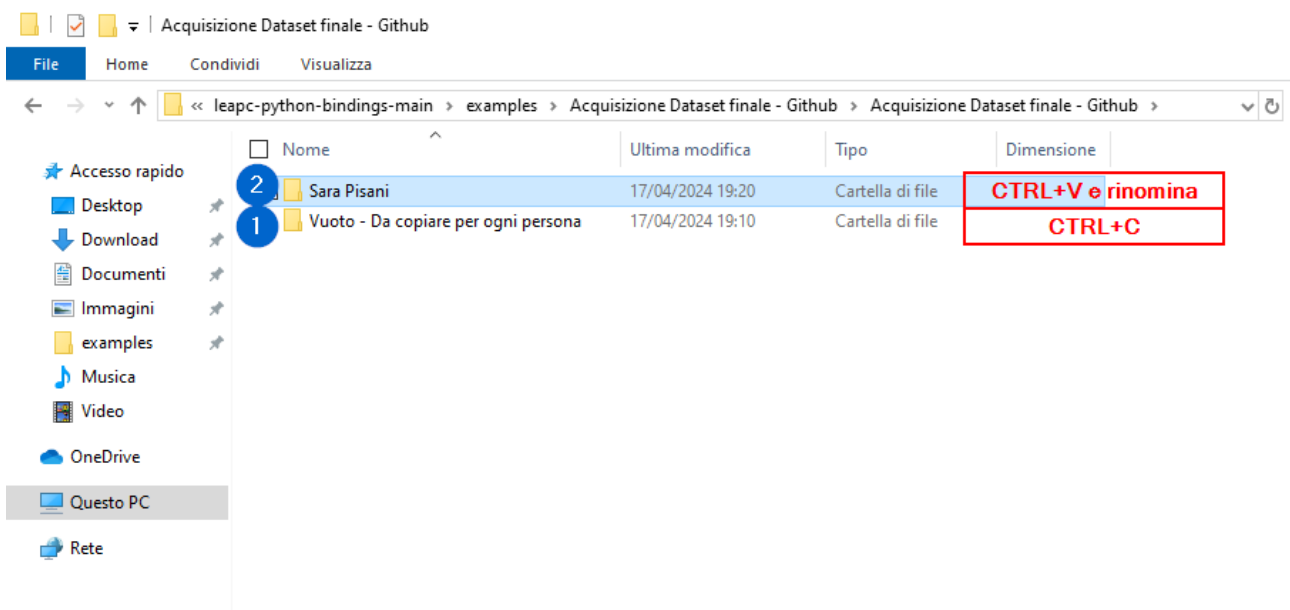 Acquisizione Dataset finale - Github
File Home Condividi Visualizza
« leapc-python-bindings-main › examples › Acquisizione Dataset finale - Github › Acquisizione Dataset finale - Github ›
Nome Ultima modifica Tipo Dimensione
Accesso rapido
Desktop
Download
Documenti
Immagini
examples
Musica
Video
OneDrive
Questo PC
Rete
2 Sara Pisani 17/04/2024 19:20 Cartella di file CTRL+V e rinomina
1 Vuoto - Da copiare per ogni persona 17/04/2024 19:10 Cartella di file CTRL+C